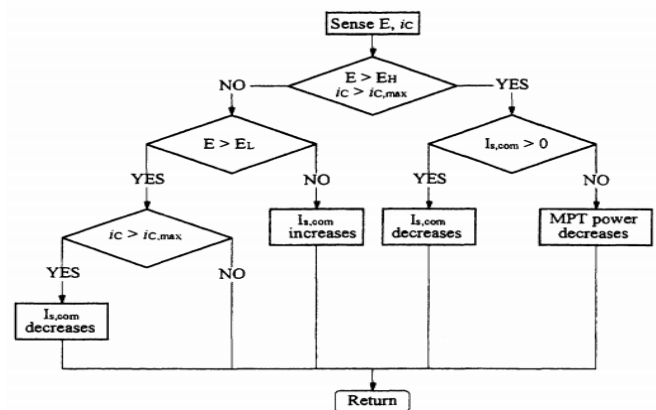 Sense E, iC
E > EH
iC > iC,max
NO
YES
E > EL
Is,com > 0
YES
NO
YES
NO
iC > iC,max
Is,com
increases
Is,com
decreases
MPT power
decreases
YES
NO
Is,com
decreases
Return